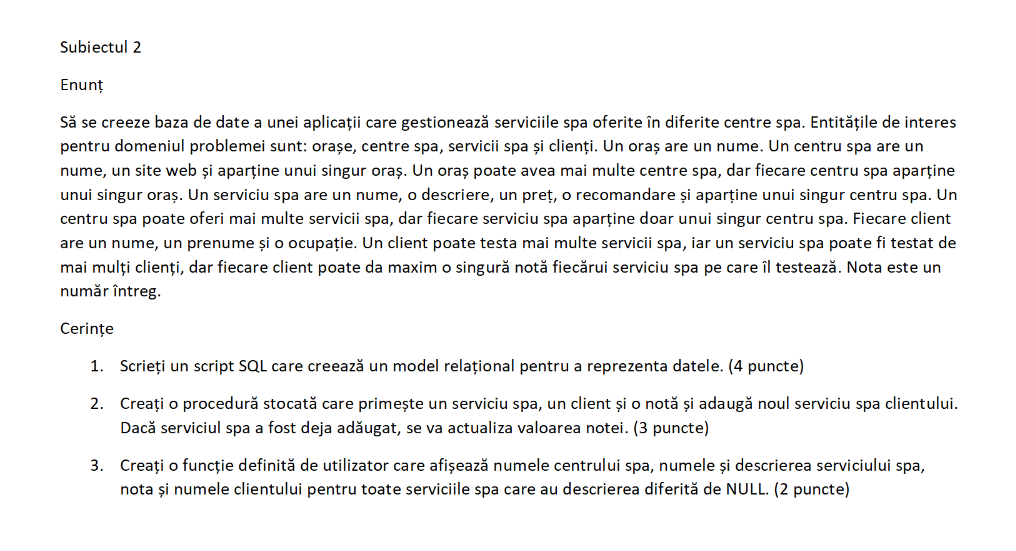 Subiectul 2
Enunț
Să se creeze baza de date a unei aplicații care gestionează serviciile spa oferite în diferite centre spa. Entitățile de interes
pentru domeniul problemei sunt: orașe, centre spa, servicii spa și clienți. Un oraș are un nume. Un centru spa are un
nume, un site web și aparține unui singur oraș. Un oraș poate avea mai multe centre spa, dar fiecare centru spa aparține
unui singur oraș. Un serviciu spa are un nume, o descriere, un preț, o recomandare și aparține unui singur centru spa. Un
centru spa poate oferi mai multe servicii spa, dar fiecare serviciu spa aparține doar unui singur centru spa. Fiecare client
are un nume, un prenume și o ocupație. Un client poate testa mai multe servicii spa, iar un serviciu spa poate fi testat de
mai mulți clienți, dar fiecare client poate da maxim o singură notă fiecărui serviciu spa pe care îl testează. Nota este un
număr întreg.
Cerințe
1. Scrieți un script SQL care creează un model relațional pentru a reprezenta datele. (4 puncte)
2. Creați o procedură stocată care primește un serviciu spa, un client și o notă și adaugă noul serviciu spa clientului.
Dacă serviciul spa a fost deja adăugat, se va actualiza valoarea notei. (3 puncte)
3. Creați o funcție definită de utilizator care afișează numele centrului spa, numele și descrierea serviciului spa,
nota și numele clientului pentru toate serviciile spa care au descrierea diferită de NULL. (2 puncte)